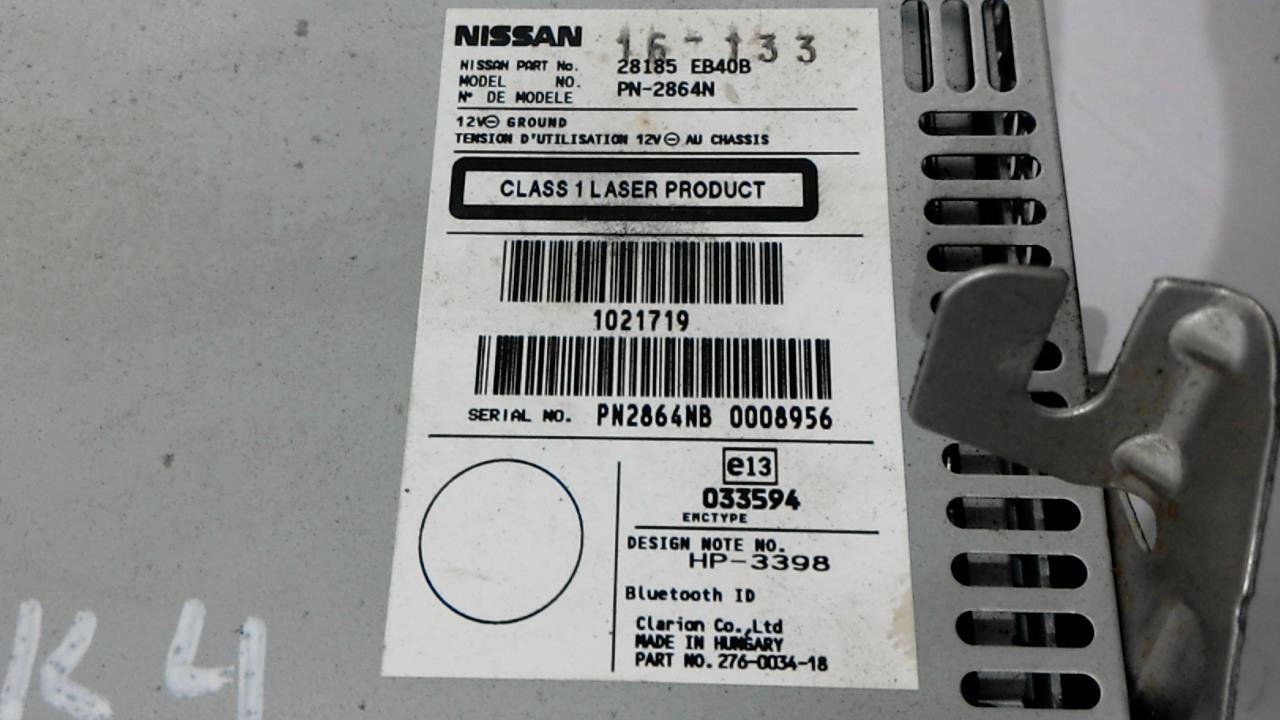 NISSAN 16-133
NISSAN PART No. 28185 EB40B
MODEL NO. PN-2864N
N° DE MODELE
12V⊖ GROUND
TENSION D'UTILISATION 12V⊖ AU CHASSIS
CLASS 1 LASER PRODUCT
1021719
SERIAL NO. PN2864NB 0008956
e13
033594
EMCTYPE
DESIGN NOTE NO.
HP-3398
Bluetooth ID
Clarion Co.,Ltd
MADE IN HUNGARY
PART NO. 276-0034-18